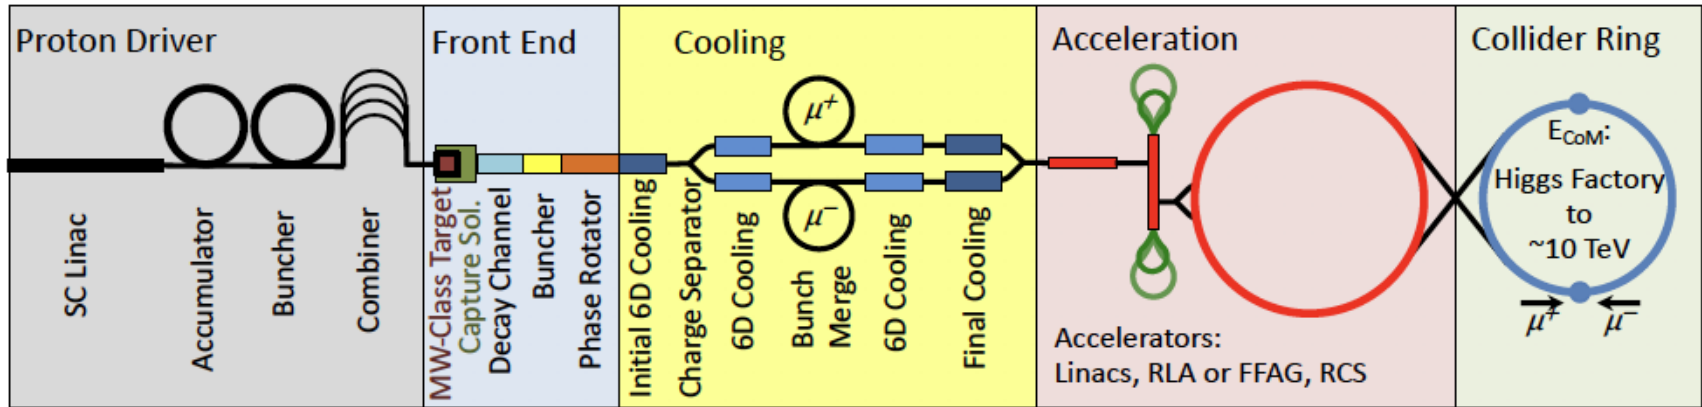 Proton Driver
SC Linac
Accumulator
Buncher
Combiner
Front End
MW-Class Target
Capture Sol.
Decay Channel
Buncher
Phase Rotator
Cooling
μ+
μ−
Initial 6D Cooling
Charge Separator
6D Cooling
Bunch
Merge
6D Cooling
Final Cooling
Acceleration
Accelerators:
Linacs, RLA or FFAG, RCS
Collider Ring
ECoM:
Higgs Factory
to
~10 TeV
μ+ μ−